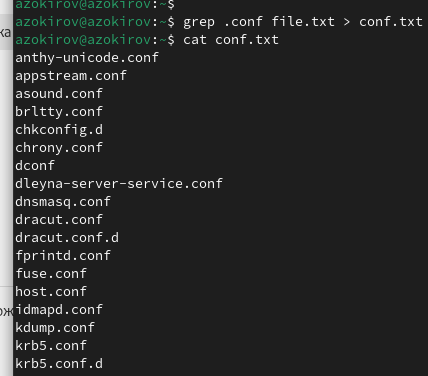 azokirov@azokirov:~$
azokirov@azokirov:~$ grep .conf file.txt > conf.txt
ка
azokirov@azokirov:~$ cat conf.txt
anthy-unicode.conf
appstream.conf
asound.conf
brltty.conf
chkconfig.d
chrony.conf
dconf
dleyna-server-service.conf
dnsmasq.conf
dracut.conf
dracut.conf.d
fprintd.conf
fuse.conf
host.conf
ож
idmapd.conf
kdump.conf
krb5.conf
krb5.conf.d